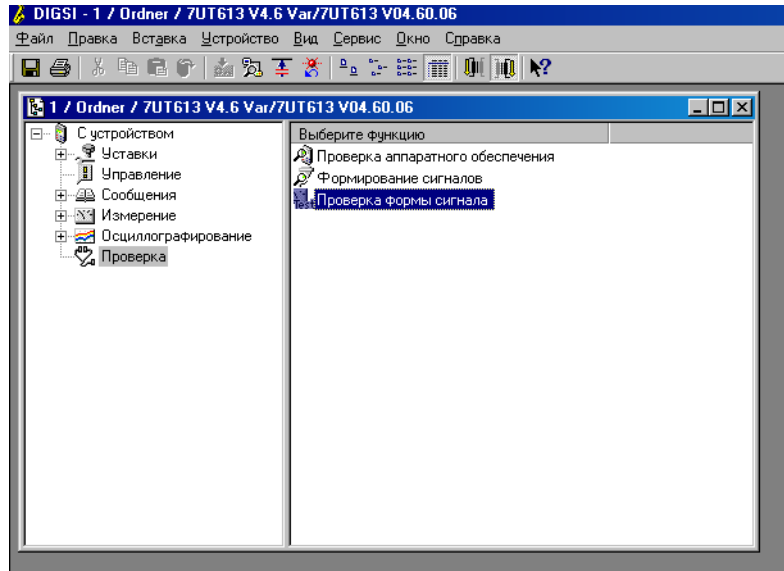 DIGSI - 1 / Ordner / 7UT613 V4.6 Var/7UT613 V04.60.06
Файл Правка Вставка Устройство Вид Сервис Окно Справка
1 / Ordner / 7UT613 V4.6 Var/7UT613 V04.60.06
С устройством
Уставки
Управление
Сообщения
Измерение
Осциллографирование
Проверка
Выберите функцию
Проверка аппаратного обеспечения
Формирование сигналов
Test Проверка формы сигнала